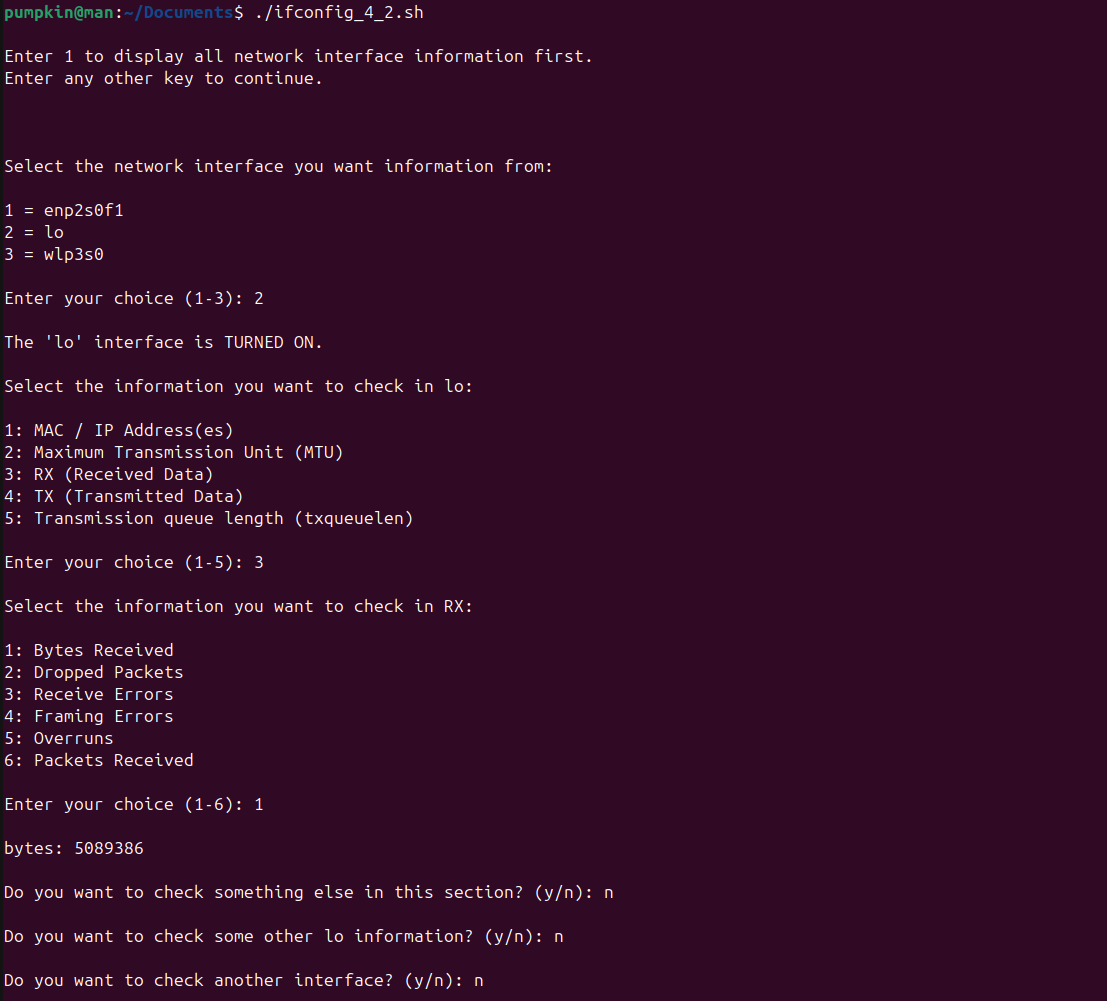 pumpkin@man:~/Documents$ ./ifconfig_4_2.sh
Enter 1 to display all network interface information first.
Enter any other key to continue.
Select the network interface you want information from:
1 = enp2s0f1
2 = lo
3 = wlp3s0
Enter your choice (1-3): 2
The 'lo' interface is TURNED ON.
Select the information you want to check in lo:
1: MAC / IP Address(es)
2: Maximum Transmission Unit (MTU)
3: RX (Received Data)
4: TX (Transmitted Data)
5: Transmission queue length (txqueuelen)
Enter your choice (1-5): 3
Select the information you want to check in RX:
1: Bytes Received
2: Dropped Packets
3: Receive Errors
4: Framing Errors
5: Overruns
6: Packets Received
Enter your choice (1-6): 1
bytes: 5089386
Do you want to check something else in this section? (y/n): n
Do you want to check some other lo information? (y/n): n
Do you want to check another interface? (y/n): n